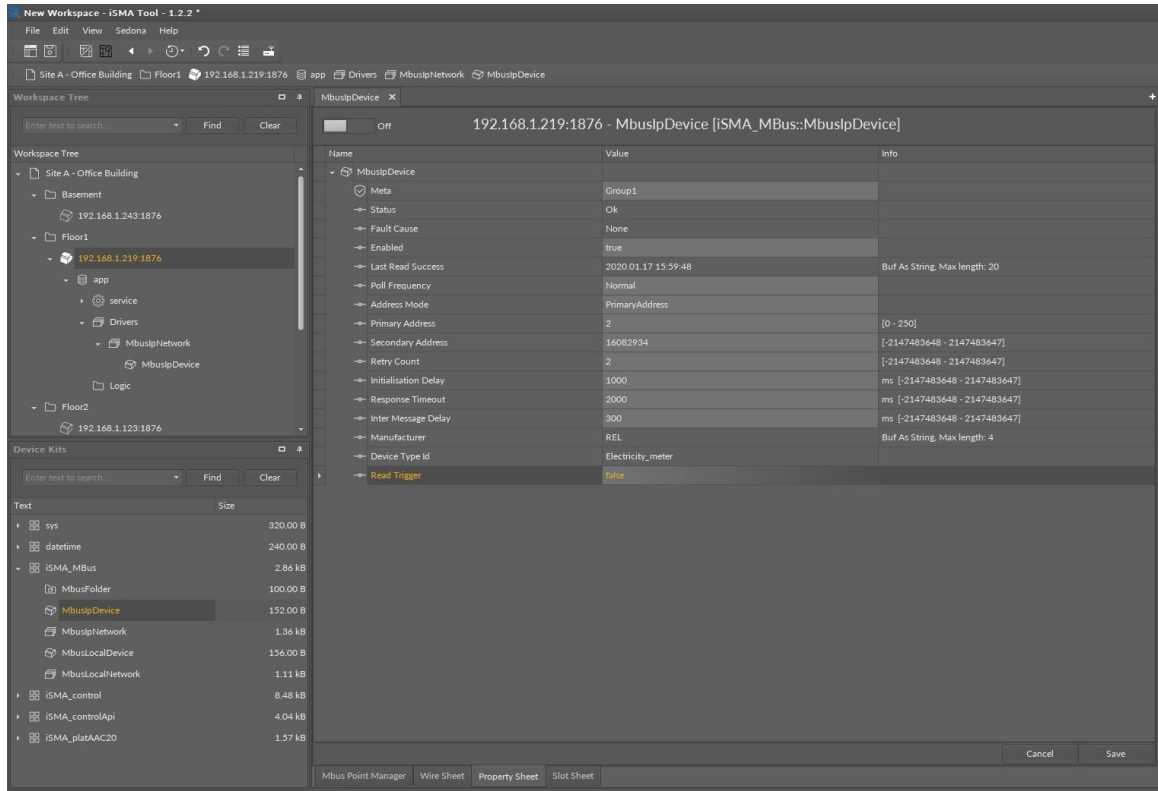 New Workspace - iSMA Tool - 1.2.2 *
File Edit View Sedona Help
Site A - Office Building Floor1 192.168.1.219:1876 app Drivers MbusIpNetwork MbusIpDevice
Workspace Tree
Enter text to search... Find Clear
Workspace Tree
Site A - Office Building
Basement
192.168.1.243:1876
Floor1
192.168.1.219:1876
app
service
Drivers
MbusIpNetwork
MbusIpDevice
Logic
Floor2
192.168.1.123:1876
Device Kits
Enter text to search... Find Clear
Text Size
sys 320.00 B
datetime 240.00 B
iSMA_MBus 2.86 kB
MbusFolder 100.00 B
MbusIpDevice 152.00 B
MbusIpNetwork 1.36 kB
MbusLocalDevice 156.00 B
MbusLocalNetwork 1.11 kB
iSMA_control 8.48 kB
iSMA_controlApi 4.04 kB
iSMA_platAAC20 1.57 kB
MbusIpDevice
Off 192.168.1.219:1876 - MbusIpDevice [iSMA_MBus::MbusIpDevice]
Name Value Info
MbusIpDevice
Meta Group1
Status Ok
Fault Cause None
Enabled true
Last Read Success 2020.01.17 15:59:48 Buf As String, Max length: 20
Poll Frequency Normal
Address Mode PrimaryAddress
Primary Address 2 [0 - 250]
Secondary Address 16082934 [-2147483648 - 2147483647]
Retry Count 2 [-2147483648 - 2147483647]
Initialisation Delay 1000 ms [-2147483648 - 2147483647]
Response Timeout 2000 ms [-2147483648 - 2147483647]
Inter Message Delay 300 ms [-2147483648 - 2147483647]
Manufacturer REL Buf As String, Max length: 4
Device Type Id Electricity_meter
Read Trigger false
Cancel Save
Mbus Point Manager Wire Sheet Property Sheet Slot Sheet